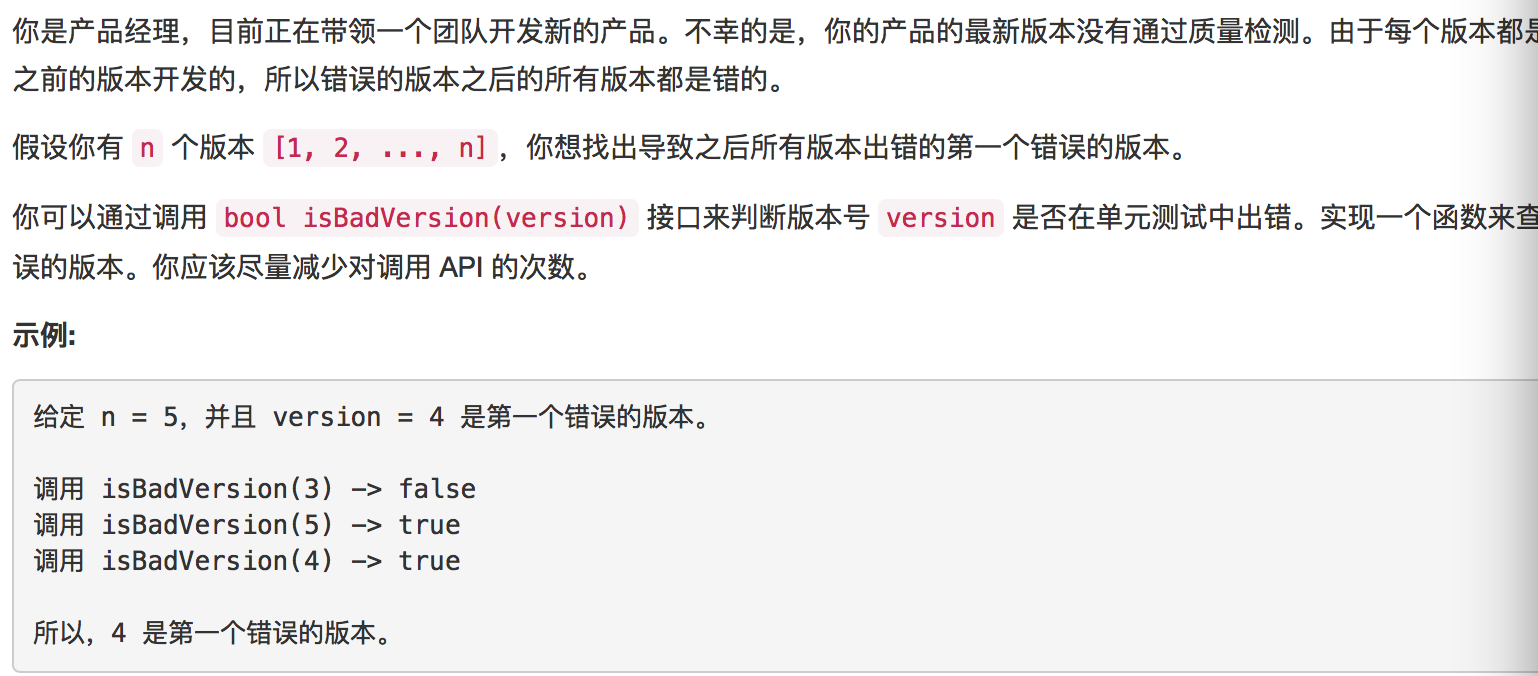 你是产品经理，目前正在带领一个团队开发新的产品。不幸的是，你的产品的最新版本没有通过质量检测。由于每个版本都是
之前的版本开发的，所以错误的版本之后的所有版本都是错的。
假设你有 n 个版本 [1, 2, ..., n]，你想找出导致之后所有版本出错的第一个错误的版本。
你可以通过调用 bool isBadVersion(version) 接口来判断版本号 version 是否在单元测试中出错。实现一个函数来查
误的版本。你应该尽量减少对调用 API 的次数。
示例:
给定 n = 5，并且 version = 4 是第一个错误的版本。
调用 isBadVersion(3) -> false
调用 isBadVersion(5) -> true
调用 isBadVersion(4) -> true
所以，4 是第一个错误的版本。